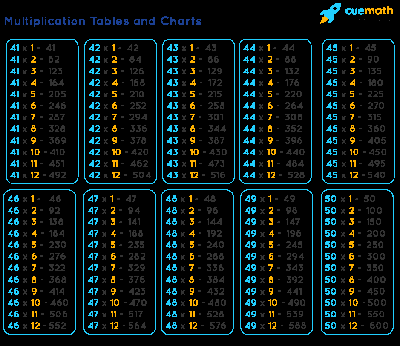 Multiplication Tables and Charts
cuemath
41 × 1 = 41
41 × 2 = 82
41 × 3 = 123
41 × 4 = 164
41 × 5 = 205
41 × 6 = 246
41 × 7 = 287
41 × 8 = 328
41 × 9 = 369
41 × 10 = 410
41 × 11 = 451
41 × 12 = 492
42 × 1 = 42
42 × 2 = 84
42 × 3 = 126
42 × 4 = 168
42 × 5 = 210
42 × 6 = 252
42 × 7 = 294
42 × 8 = 336
42 × 9 = 378
42 × 10 = 420
42 × 11 = 462
42 × 12 = 504
43 × 1 = 43
43 × 2 = 86
43 × 3 = 129
43 × 4 = 172
43 × 5 = 215
43 × 6 = 258
43 × 7 = 301
43 × 8 = 344
43 × 9 = 387
43 × 10 = 430
43 × 11 = 473
43 × 12 = 516
44 × 1 = 44
44 × 2 = 88
44 × 3 = 132
44 × 4 = 176
44 × 5 = 220
44 × 6 = 264
44 × 7 = 308
44 × 8 = 352
44 × 9 = 396
44 × 10 = 440
44 × 11 = 484
44 × 12 = 528
45 × 1 = 45
45 × 2 = 90
45 × 3 = 135
45 × 4 = 180
45 × 5 = 225
45 × 6 = 270
45 × 7 = 315
45 × 8 = 360
45 × 9 = 405
45 × 10 = 450
45 × 11 = 495
45 × 12 = 540
46 × 1 = 46
46 × 2 = 92
46 × 3 = 138
46 × 4 = 184
46 × 5 = 230
46 × 6 = 276
46 × 7 = 322
46 × 8 = 368
46 × 9 = 414
46 × 10 = 460
46 × 11 = 506
46 × 12 = 552
47 × 1 = 47
47 × 2 = 94
47 × 3 = 141
47 × 4 = 188
47 × 5 = 235
47 × 6 = 282
47 × 7 = 329
47 × 8 = 376
47 × 9 = 423
47 × 10 = 470
47 × 11 = 517
47 × 12 = 564
48 × 1 = 48
48 × 2 = 96
48 × 3 = 144
48 × 4 = 192
48 × 5 = 240
48 × 6 = 288
48 × 7 = 336
48 × 8 = 384
48 × 9 = 432
48 × 10 = 480
48 × 11 = 528
48 × 12 = 576
49 × 1 = 49
49 × 2 = 98
49 × 3 = 147
49 × 4 = 196
49 × 5 = 245
49 × 6 = 294
49 × 7 = 343
49 × 8 = 392
49 × 9 = 441
49 × 10 = 490
49 × 11 = 539
49 × 12 = 588
50 × 1 = 50
50 × 2 = 100
50 × 3 = 150
50 × 4 = 200
50 × 5 = 250
50 × 6 = 300
50 × 7 = 350
50 × 8 = 400
50 × 9 = 450
50 × 10 = 500
50 × 11 = 550
50 × 12 = 600